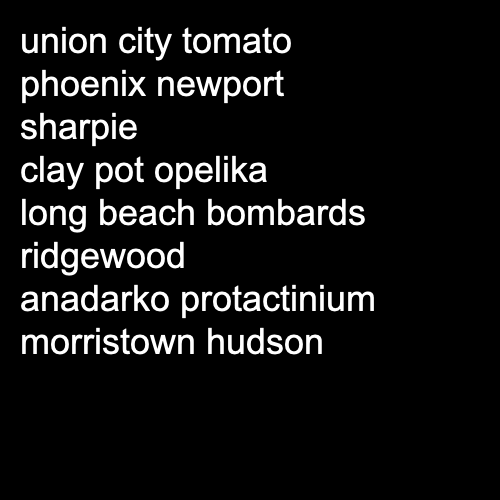 union city tomato
phoenix newport
sharpie
clay pot opelika
long beach bombards
ridgewood
anadarko protactinium
morristown hudson